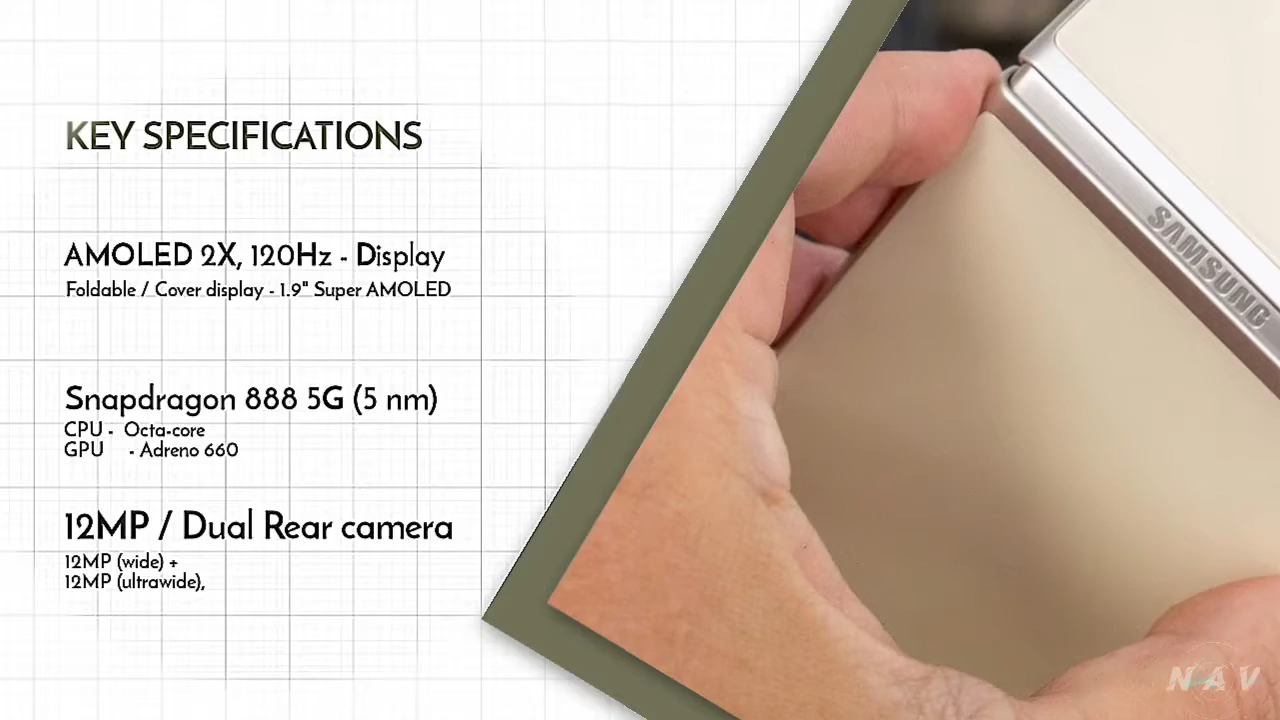 KEY SPECIFICATIONS
AMOLED 2X, 120Hz - Display
Foldable / Cover display - 1.9" Super AMOLED
Snapdragon 888 5G (5 nm)
CPU - Octa-core
GPU - Adreno 660
12MP / Dual Rear camera
12MP (wide) +
12MP (ultrawide),
SAMSUNG
NAV